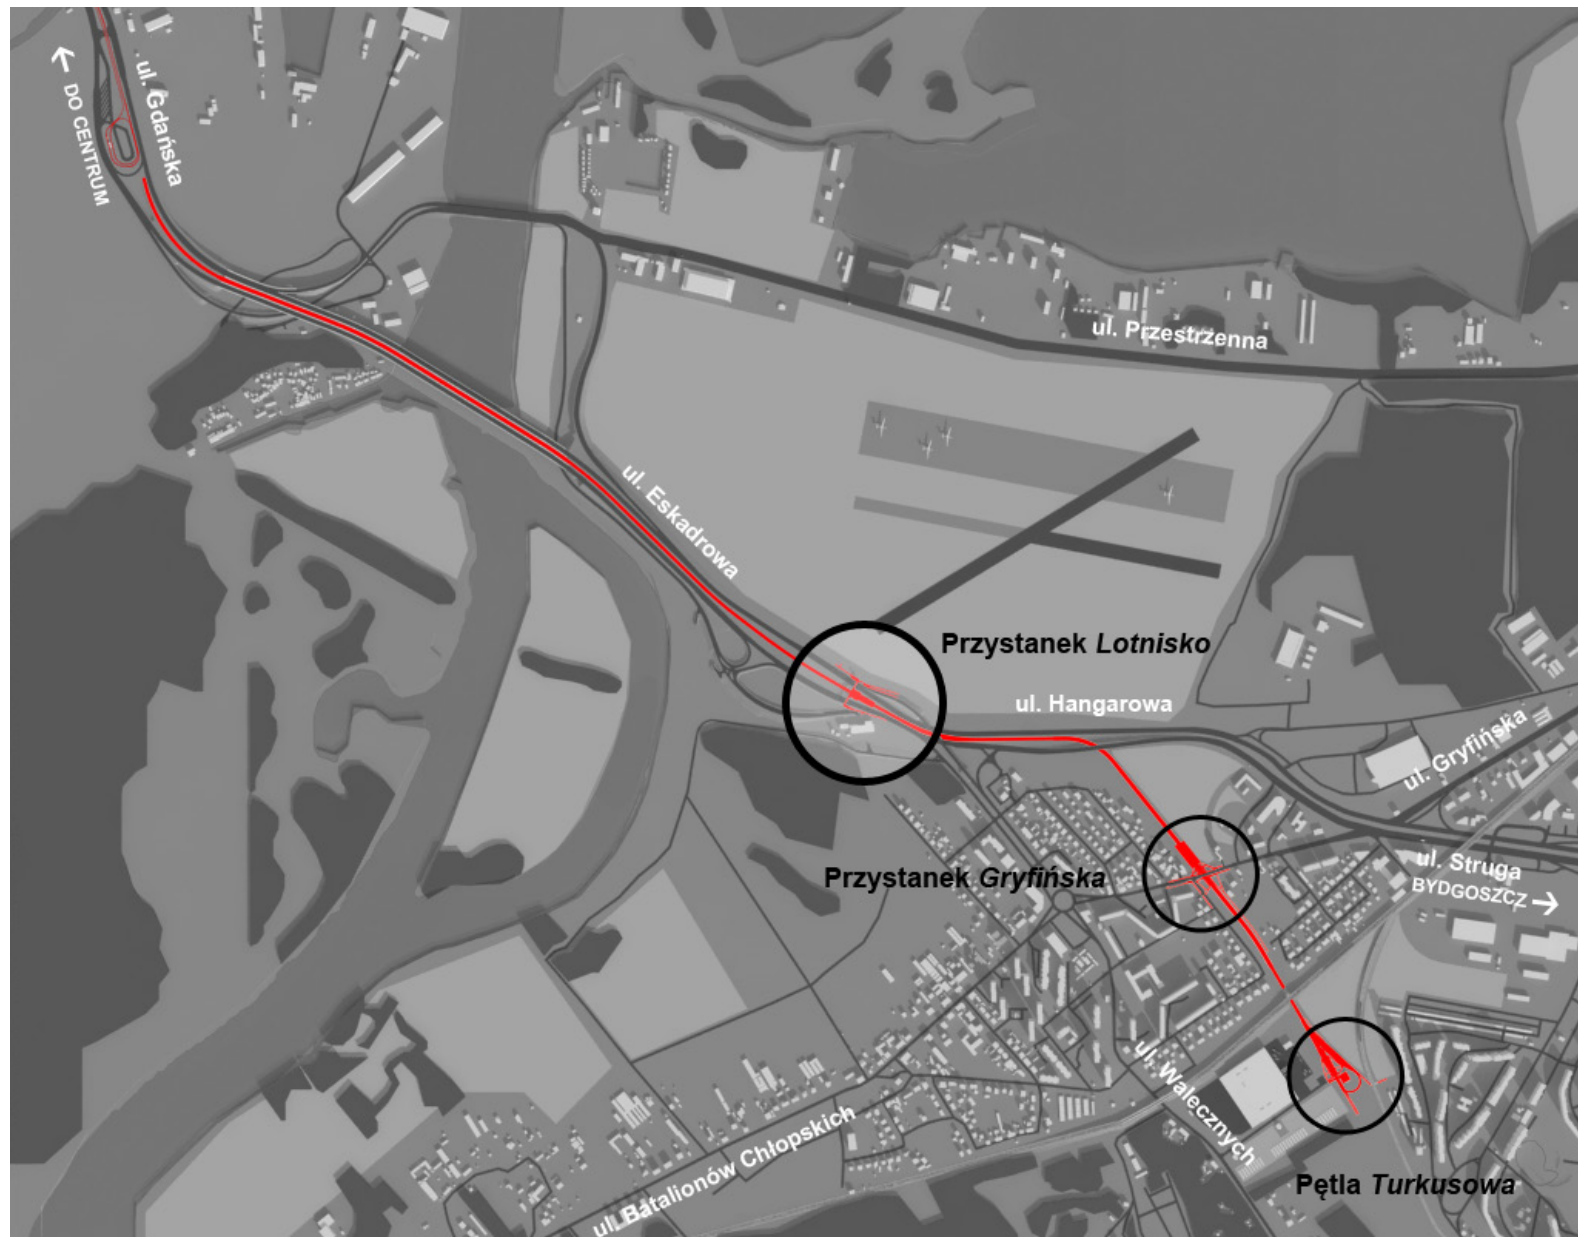 ul. Gdańska
← DO CENTRUM
ul. Przestrzenna
ul. Eskadrowa
Przystanek Lotnisko
ul. Hangarowa
ul. Gryfińska
Przystanek Gryfińska
ul. Struga
BYDGOSZCZ →
ul. Walecznych
ul. Batalionów Chłopskich
Pętla Turkusowa